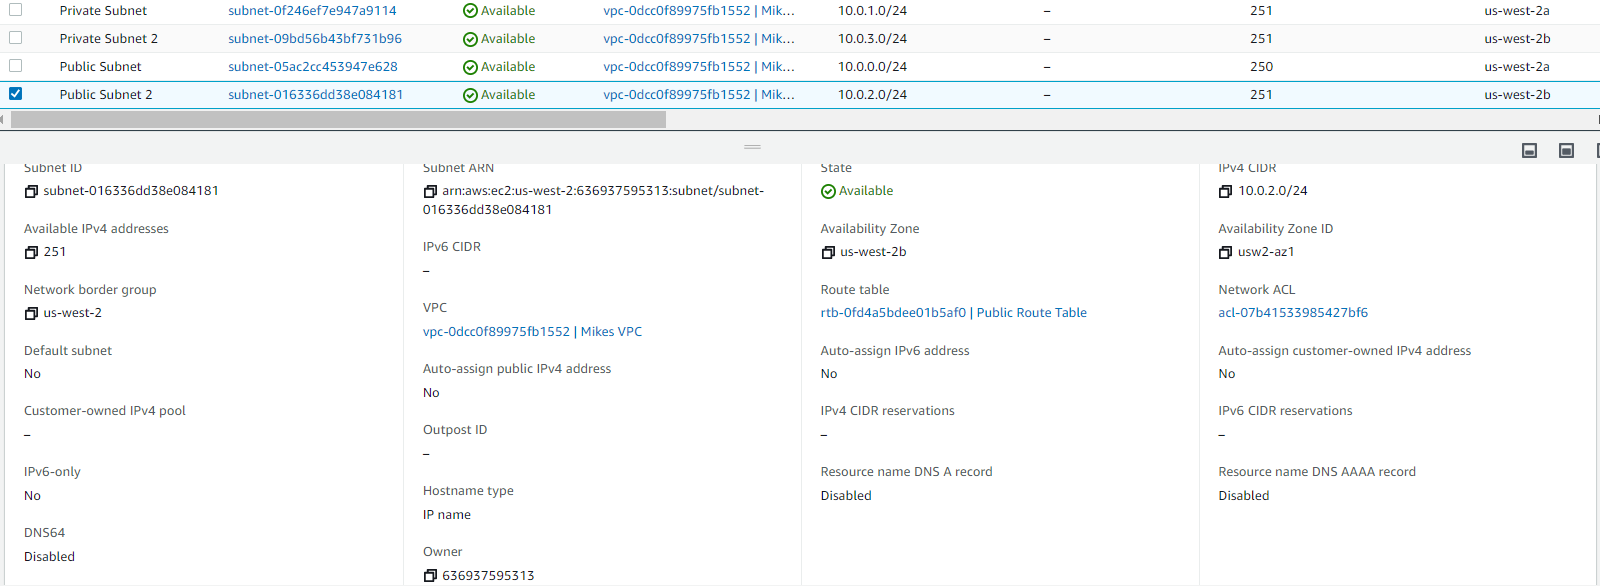 Private Subnet subnet-0f246ef7e947a9114 Available vpc-0dcc0f89975fb1552 | Mikes... 10.0.1.0/24 – 251 us-west-2a
Private Subnet 2 subnet-09bd56b43bf731b96 Available vpc-0dcc0f89975fb1552 | Mik... 10.0.3.0/24 – 251 us-west-2b
Public Subnet subnet-05ac2cc453947e628 Available vpc-0dcc0f89975fb1552 | Mik... 10.0.0.0/24 – 250 us-west-2a
Public Subnet 2 subnet-016336dd38e084181 Available vpc-0dcc0f89975fb1552 | Mik... 10.0.2.0/24 – 251 us-west-2b
Subnet ID
subnet-016336dd38e084181
Available IPv4 addresses
251
Network border group
us-west-2
Default subnet
No
Customer-owned IPv4 pool
–
IPv6-only
No
DNS64
Disabled
Subnet ARN
arn:aws:ec2:us-west-2:636937595313:subnet/subnet-
016336dd38e084181
IPv6 CIDR
–
VPC
vpc-0dcc0f89975fb1552 | Mikes VPC
Auto-assign public IPv4 address
No
Outpost ID
–
Hostname type
IP name
Owner
636937595313
State
Available
Availability Zone
us-west-2b
Route table
rtb-0fd4a5bdee01b5af0 | Public Route Table
Auto-assign IPv6 address
No
IPv4 CIDR reservations
–
Resource name DNS A record
Disabled
IPv4 CIDR
10.0.2.0/24
Availability Zone ID
usw2-az1
Network ACL
acl-07b41533985427bf6
Auto-assign customer-owned IPv4 address
No
IPv6 CIDR reservations
–
Resource name DNS AAAA record
Disabled